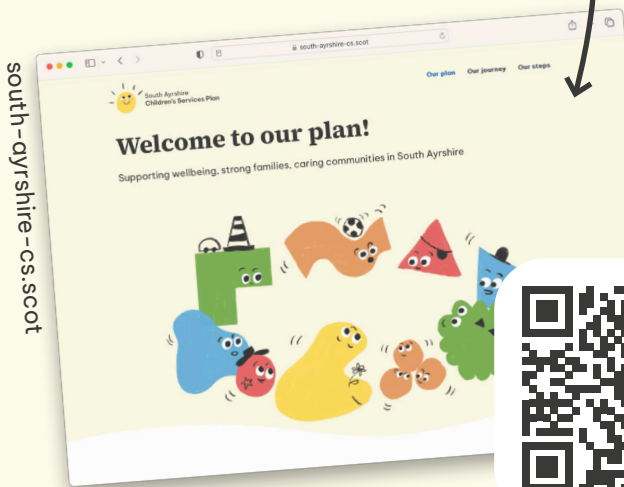 south-ayrshire-cs.scot
south-ayrshire-cs.scot
South Ayrshire
Children's Services Plan
Our plan Our journey Our steps
Welcome to our plan!
Supporting wellbeing, strong families, caring communities in South Ayrshire